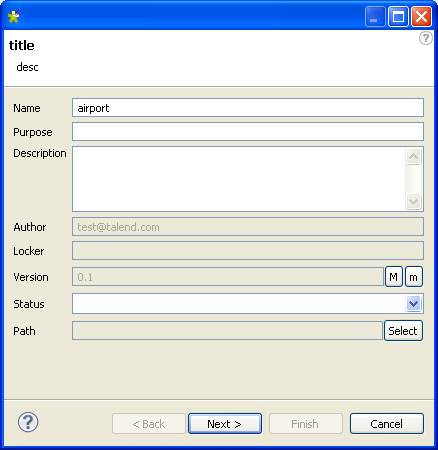 title
?
desc
Name airport
Purpose
Description
Author test@talend.com
Locker
Version 0.1 M m
Status
Path Select
? < Back Next > Finish Cancel